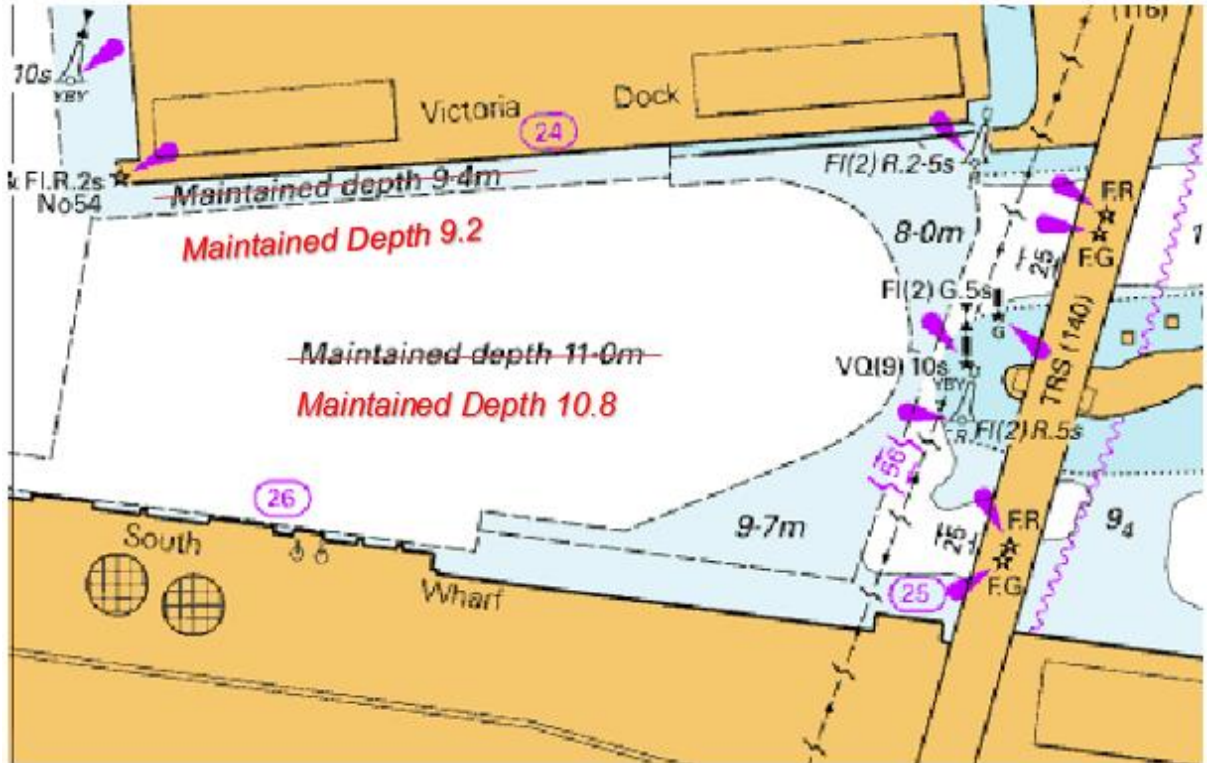 (116)
10s
YBY
Victoria
Dock
24
Fl(2) R.2·5s
& Fl.R.2s
No54
Maintained depth 9·4m
Maintained Depth 9.2
8·0m
F.R
F.G
25
Fl(2) G.5s
G
Maintained depth 11·0m
Maintained Depth 10.8
VQ(9) 10s
YBY
TRS (140)
Fl(2) R.5s
R
56
26
South
9·7m
25
F.R
9₄
F.G
25
Wharf